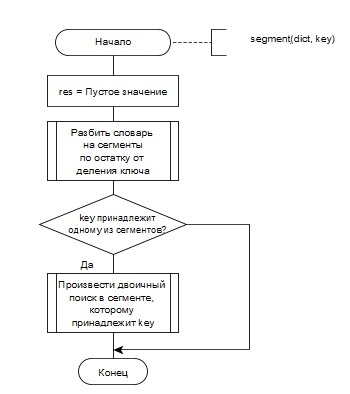 Начало
segment(dict, key)
res = Пустое значение
Разбить словарь
на сегменты
по остатку от
деления ключа
key принадлежит
одному из сегментов?
Да
Произвести двоичный
поиск в сегменте,
которому
принадлежит key
Конец